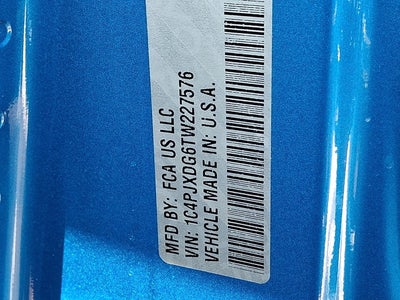 MFD BY: FCA US LLC
VIN: 1C4PJXDG6TW227576
VEHICLE MADE IN: U.S.A.